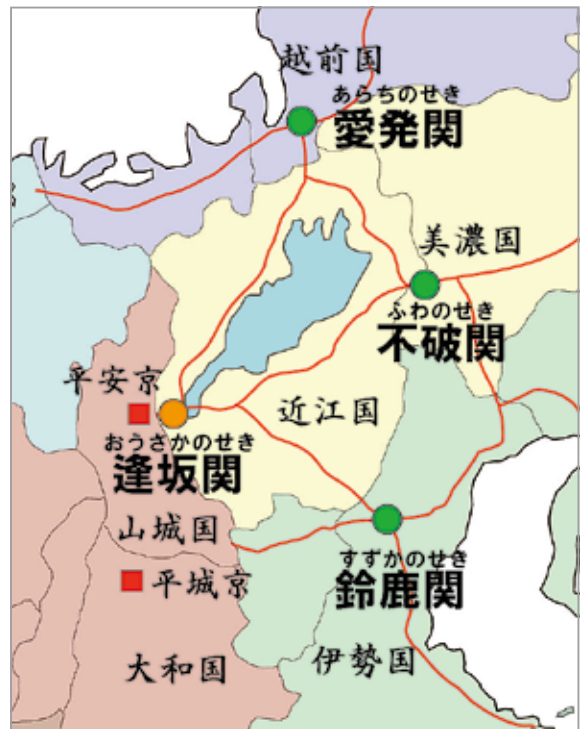 越前国
あらちのせき
愛発関
美濃国
ふわのせき
不破関
平安京
近江国
おうさかのせき
逢坂関
山城国
すずかのせき
鈴鹿関
平城京
大和国
伊勢国